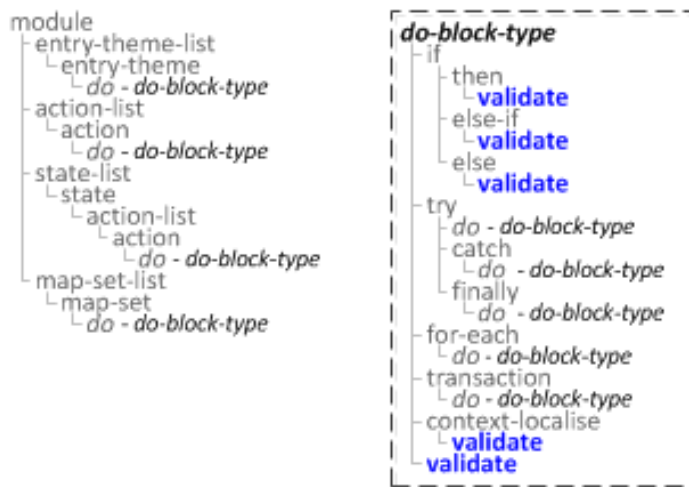 module
entry-theme-list
entry-theme
do - do-block-type
action-list
action
do - do-block-type
state-list
state
action-list
action
do - do-block-type
map-set-list
map-set
do - do-block-type
do-block-type
if
then
validate
else-if
validate
else
validate
try
do - do-block-type
catch
do - do-block-type
finally
do - do-block-type
for-each
do - do-block-type
transaction
do - do-block-type
context-localise
validate
validate